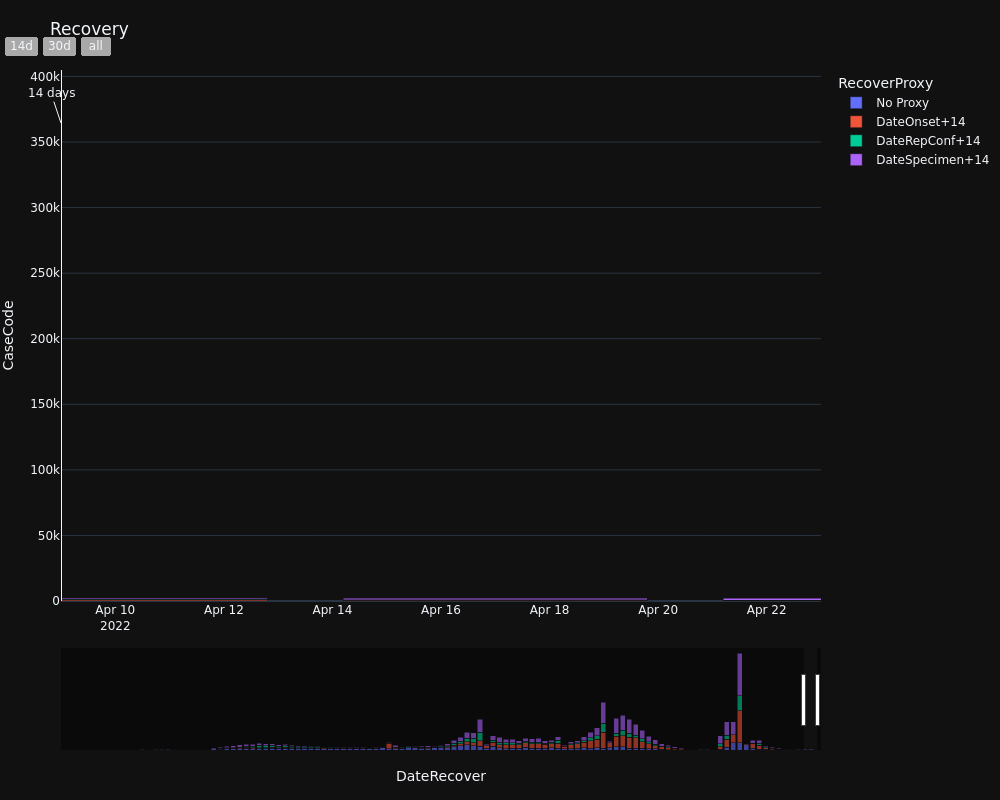 Recovery
14d 30d all
400k
14 days
350k
300k
250k
200k
150k
100k
50k
0
CaseCode
Apr 10 Apr 12 Apr 14 Apr 16 Apr 18 Apr 20 Apr 22
2022
DateRecover
RecoverProxy
No Proxy
DateOnset+14
DateRepConf+14
DateSpecimen+14